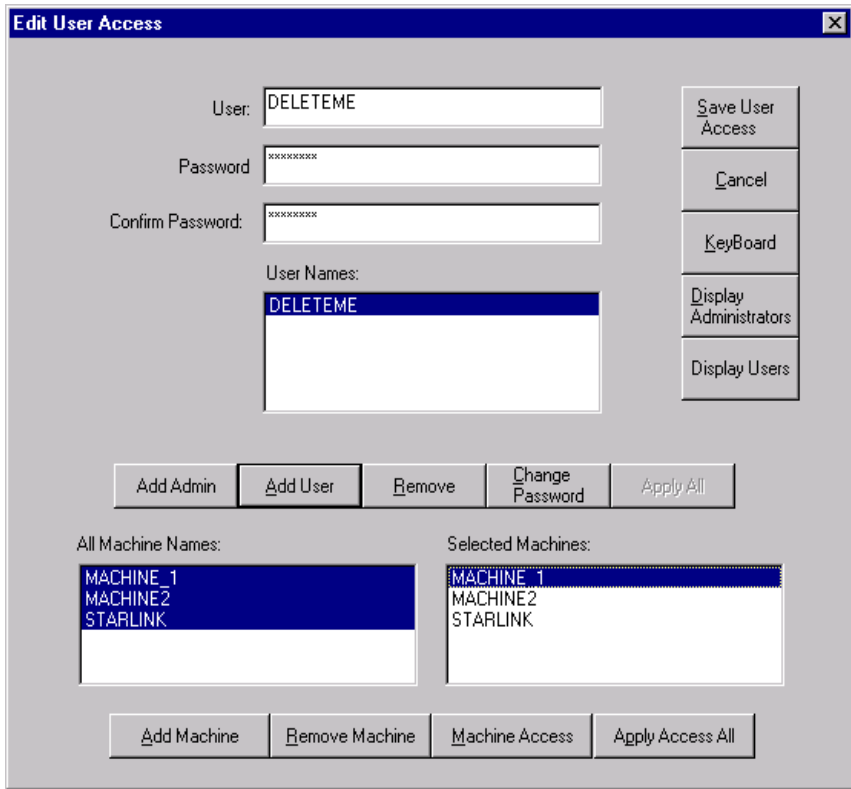 Edit User Access
User:
DELETEME
Password
xxxxxxxx
Confirm Password:
xxxxxxxx
User Names:
DELETEME
Save User
Access
Cancel
KeyBoard
Display
Administrators
Display Users
Add Admin
Add User
Remove
Change
Password
Apply All
All Machine Names:
MACHINE_1
MACHINE2
STARLINK
Selected Machines:
MACHINE_1
MACHINE2
STARLINK
Add Machine
Remove Machine
Machine Access
Apply Access All